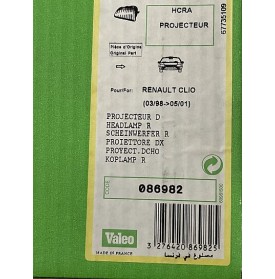 HCRA
PROJECTEUR
67735109
Pièce d'Origine
Original Part
Pour/For: RENAULT CLIO
(03/98->05/01)
PROJECTEUR D
HEADLAMP R
SCHEINWERFER R
PROIETTORE DX
PROYECT.DCHO
KOPLAMP R
CODE
086982
Valeo
MADE IN FRANCE
3 276420 869825
مصنوع في فرنسا